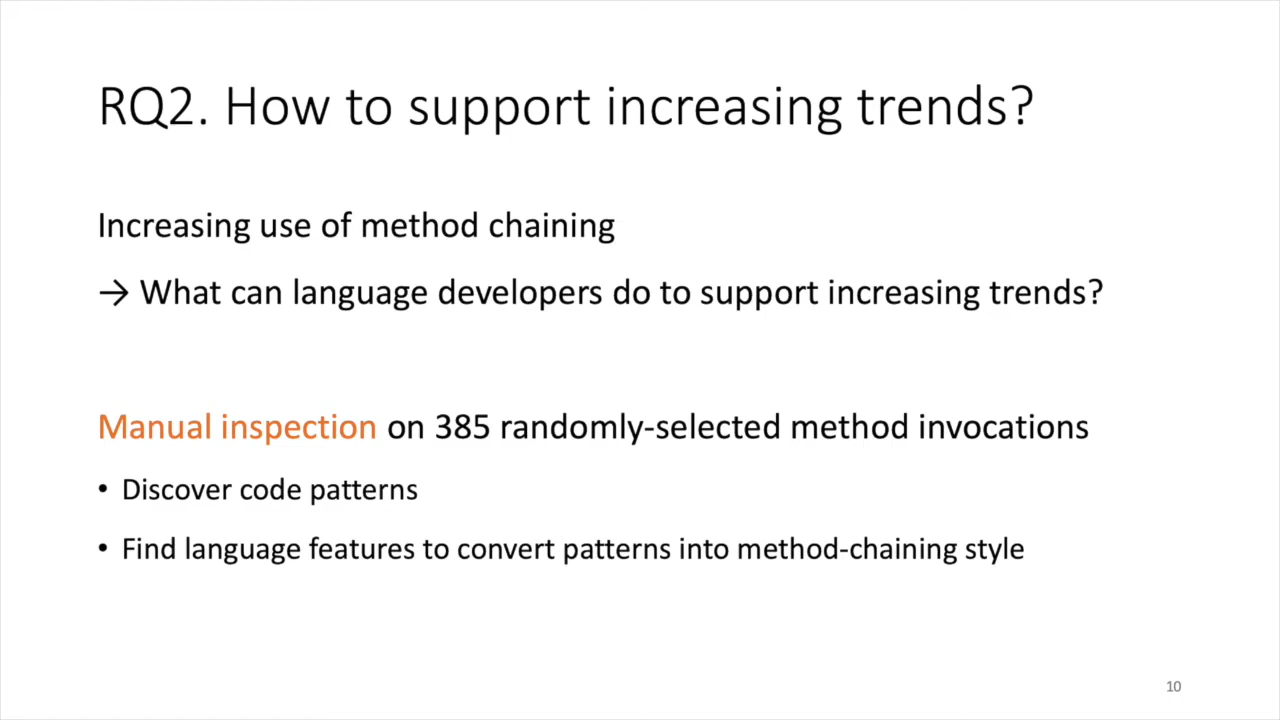 RQ2. How to support increasing trends?
Increasing use of method chaining
→ What can language developers do to support increasing trends?
Manual inspection on 385 randomly-selected method invocations
• Discover code patterns
• Find language features to convert patterns into method-chaining style
10